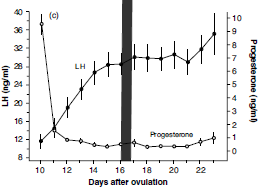 (c)
40
36
32
28
24
20
16
12
8
LH (ng/ml)
LH
Progesterone
10
9
8
7
6
5
4
3
2
1
0
Progesterone (ng/ml)
10 12 14 16 18 20 22
Days after ovulation